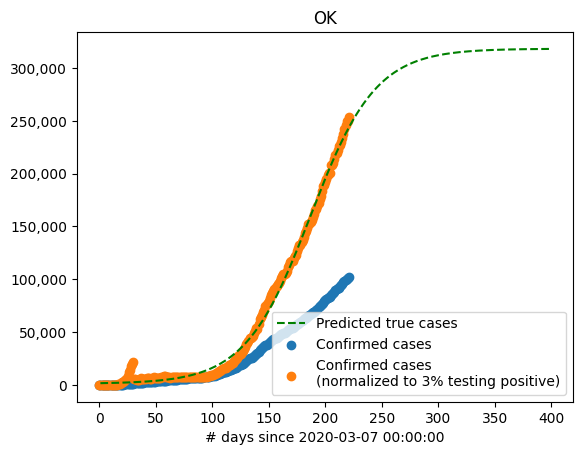 OK
300,000
250,000
200,000
150,000
100,000
50,000
0
Predicted true cases
Confirmed cases
Confirmed cases
(normalized to 3% testing positive)
0 50 100 150 200 250 300 350 400
# days since 2020-03-07 00:00:00